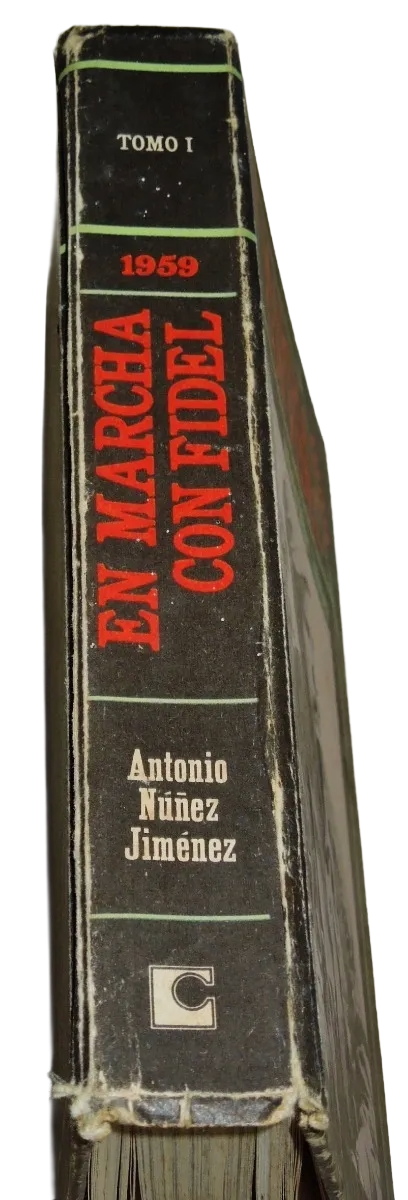 TOMO I
1959
EN MARCHA
CON FIDEL
Antonio
Núñez
Jiménez
C